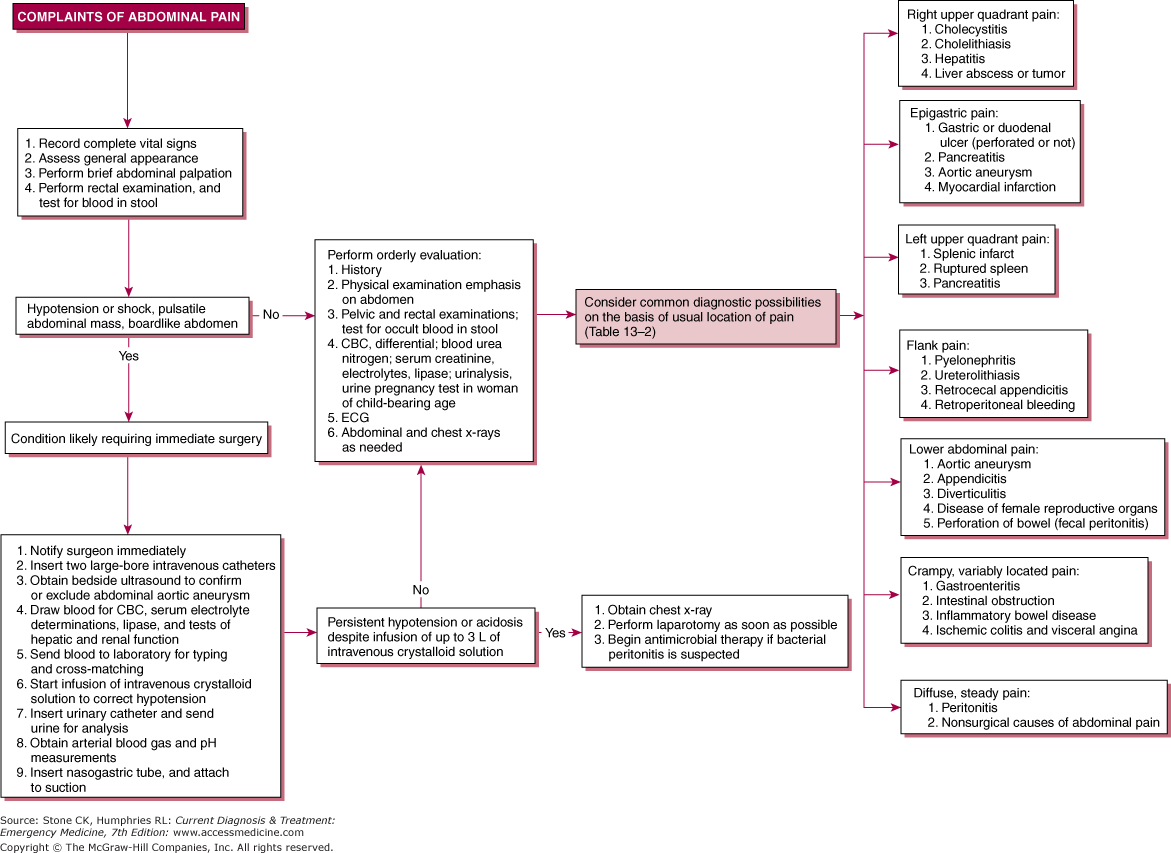 COMPLAINTS OF ABDOMINAL PAIN
1. Record complete vital signs
2. Assess general appearance
3. Perform brief abdominal palpation
4. Perform rectal examination, and
test for blood in stool
Hypotension or shock, pulsatile
abdominal mass, boardlike abdomen
No
Yes
Condition likely requiring immediate surgery
1. Notify surgeon immediately
2. Insert two large-bore intravenous catheters
3. Obtain bedside ultrasound to confirm
or exclude abdominal aortic aneurysm
4. Draw blood for CBC, serum electrolyte
determinations, lipase, and tests of
hepatic and renal function
5. Send blood to laboratory for typing
and cross-matching
6. Start infusion of intravenous crystalloid
solution to correct hypotension
7. Insert urinary catheter and send
urine for analysis
8. Obtain arterial blood gas and pH
measurements
9. Insert nasogastric tube, and attach
to suction
Perform orderly evaluation:
1. History
2. Physical examination emphasis
on abdomen
3. Pelvic and rectal examinations;
test for occult blood in stool
4. CBC, differential; blood urea
nitrogen; serum creatinine,
electrolytes, lipase; urinalysis,
urine pregnancy test in woman
of child-bearing age
5. ECG
6. Abdominal and chest x-rays
as needed
No
Persistent hypotension or acidosis
despite infusion of up to 3 L of
intravenous crystalloid solution
Yes
1. Obtain chest x-ray
2. Perform laparotomy as soon as possible
3. Begin antimicrobial therapy if bacterial
peritonitis is suspected
Consider common diagnostic possibilities
on the basis of usual location of pain
(Table 13–2)
Right upper quadrant pain:
1. Cholecystitis
2. Cholelithiasis
3. Hepatitis
4. Liver abscess or tumor
Epigastric pain:
1. Gastric or duodenal
ulcer (perforated or not)
2. Pancreatitis
3. Aortic aneurysm
4. Myocardial infarction
Left upper quadrant pain:
1. Splenic infarct
2. Ruptured spleen
3. Pancreatitis
Flank pain:
1. Pyelonephritis
2. Ureterolithiasis
3. Retrocecal appendicitis
4. Retroperitoneal bleeding
Lower abdominal pain:
1. Aortic aneurysm
2. Appendicitis
3. Diverticulitis
4. Disease of female reproductive organs
5. Perforation of bowel (fecal peritonitis)
Crampy, variably located pain:
1. Gastroenteritis
2. Intestinal obstruction
3. Inflammatory bowel disease
4. Ischemic colitis and visceral angina
Diffuse, steady pain:
1. Peritonitis
2. Nonsurgical causes of abdominal pain
Source: Stone CK, Humphries RL: Current Diagnosis & Treatment:
Emergency Medicine, 7th Edition: www.accessmedicine.com
Copyright © The McGraw-Hill Companies, Inc. All rights reserved.